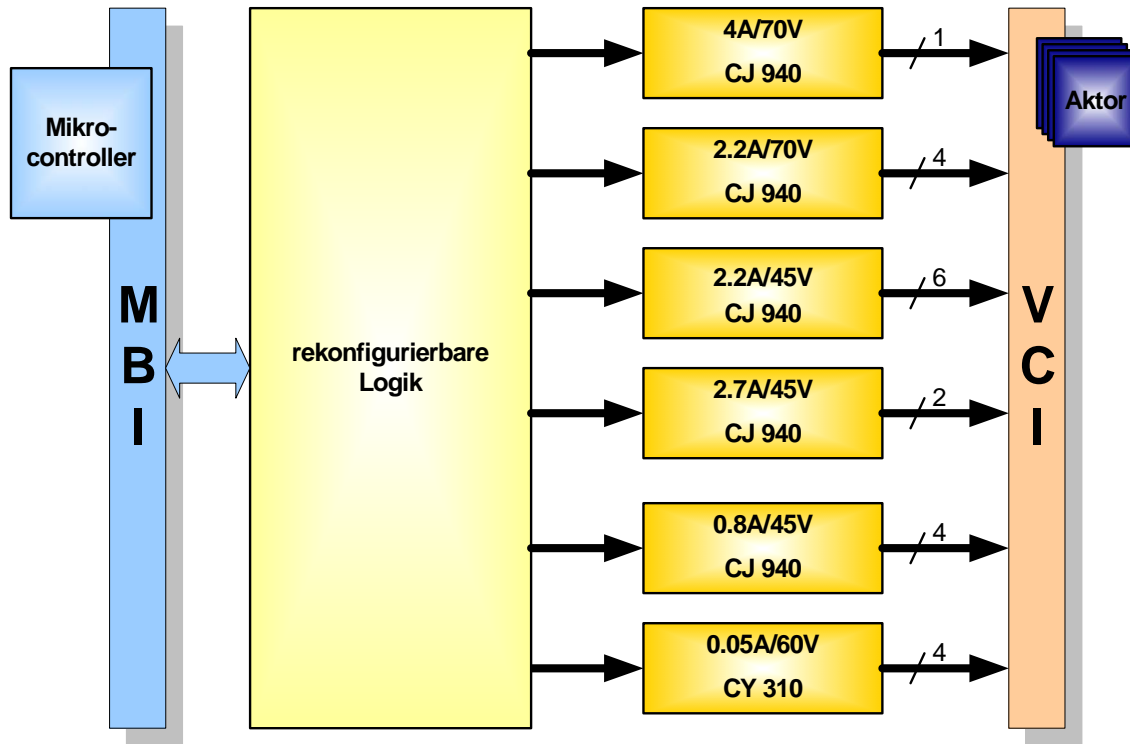 Mikro-
controller
M
B
I
rekonfigurierbare
Logik
4A/70V
CJ 940
1
2.2A/70V
CJ 940
4
2.2A/45V
CJ 940
6
2.7A/45V
CJ 940
2
0.8A/45V
CJ 940
4
0.05A/60V
CY 310
4
Aktor
V
C
I